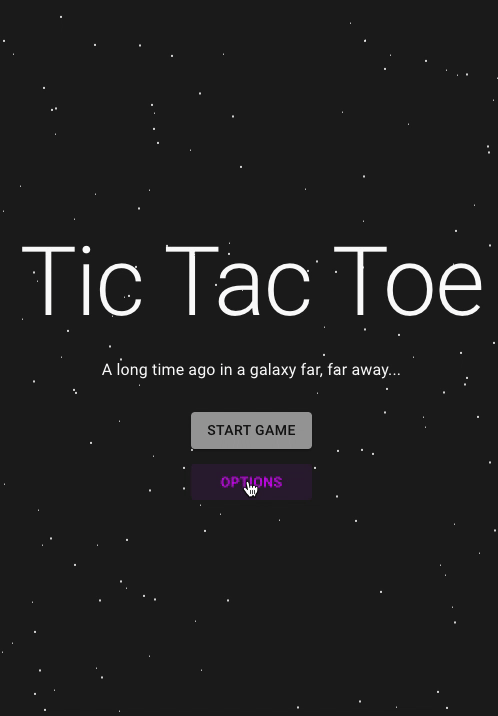 Tic Tac Toe
A long time ago in a galaxy far, far away...
START GAME
OPTIONS